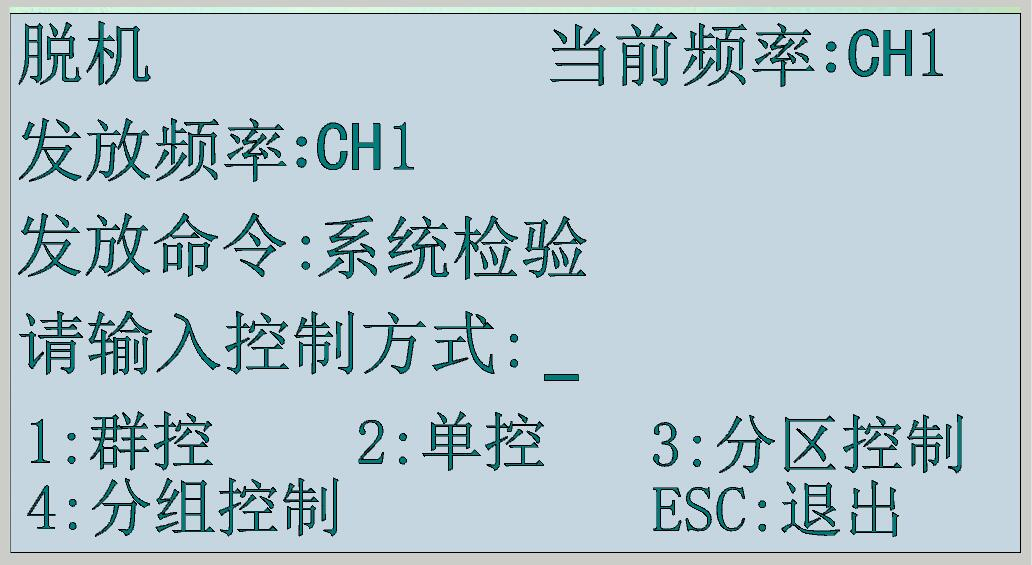 脱机 当前频率:CH1
发放频率:CH1
发放命令:系统检验
请输入控制方式:_
1:群控 2:单控 3:分区控制
4:分组控制 ESC:退出